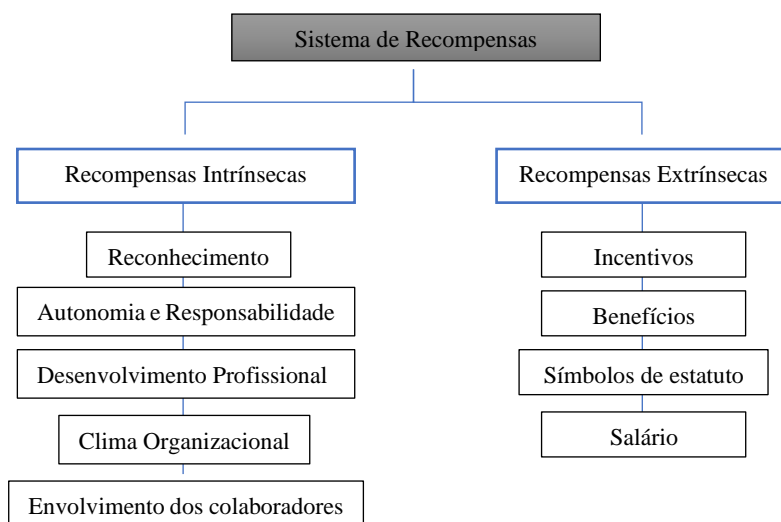 Sistema de Recompensas
Recompensas Intrínsecas
Reconhecimento
Autonomia e Responsabilidade
Desenvolvimento Profissional
Clima Organizacional
Envolvimento dos colaboradores
Recompensas Extrínsecas
Incentivos
Benefícios
Símbolos de estatuto
Salário